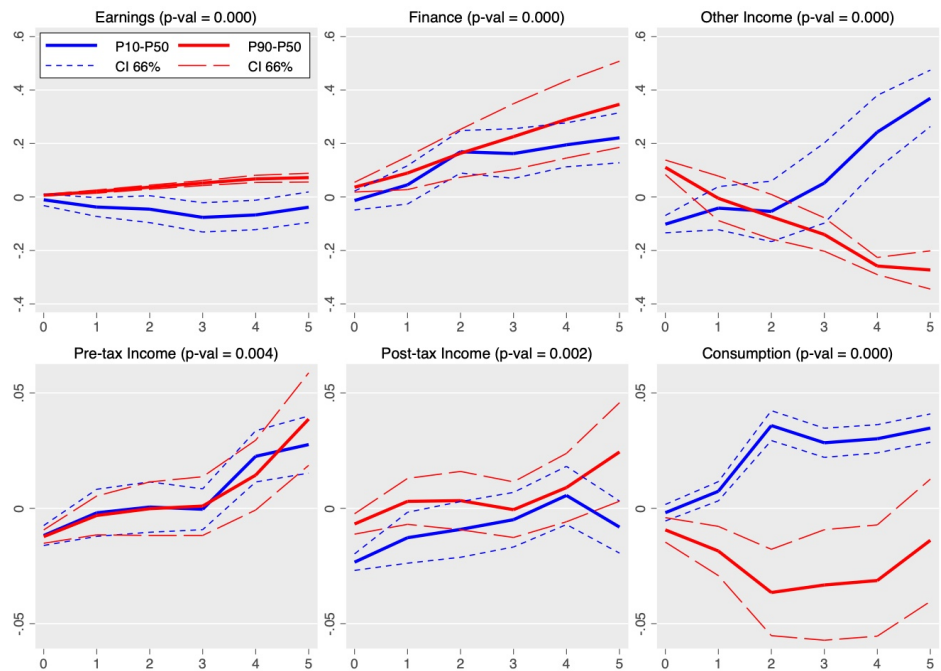 Earnings (p-val = 0.000)
Finance (p-val = 0.000)
Other Income (p-val = 0.000)
P10-P50
P90-P50
CI 66%
CI 66%
.6
.4
.2
0
-.2
-.4
.6
.4
.2
0
-.2
-.4
.6
.4
.2
0
-.2
-.4
0 1 2 3 4 5
0 1 2 3 4 5
0 1 2 3 4 5
Pre-tax Income (p-val = 0.004)
Post-tax Income (p-val = 0.002)
Consumption (p-val = 0.000)
.05
0
-.05
.05
0
-.05
.05
0
-.05
0 1 2 3 4 5
0 1 2 3 4 5
0 1 2 3 4 5